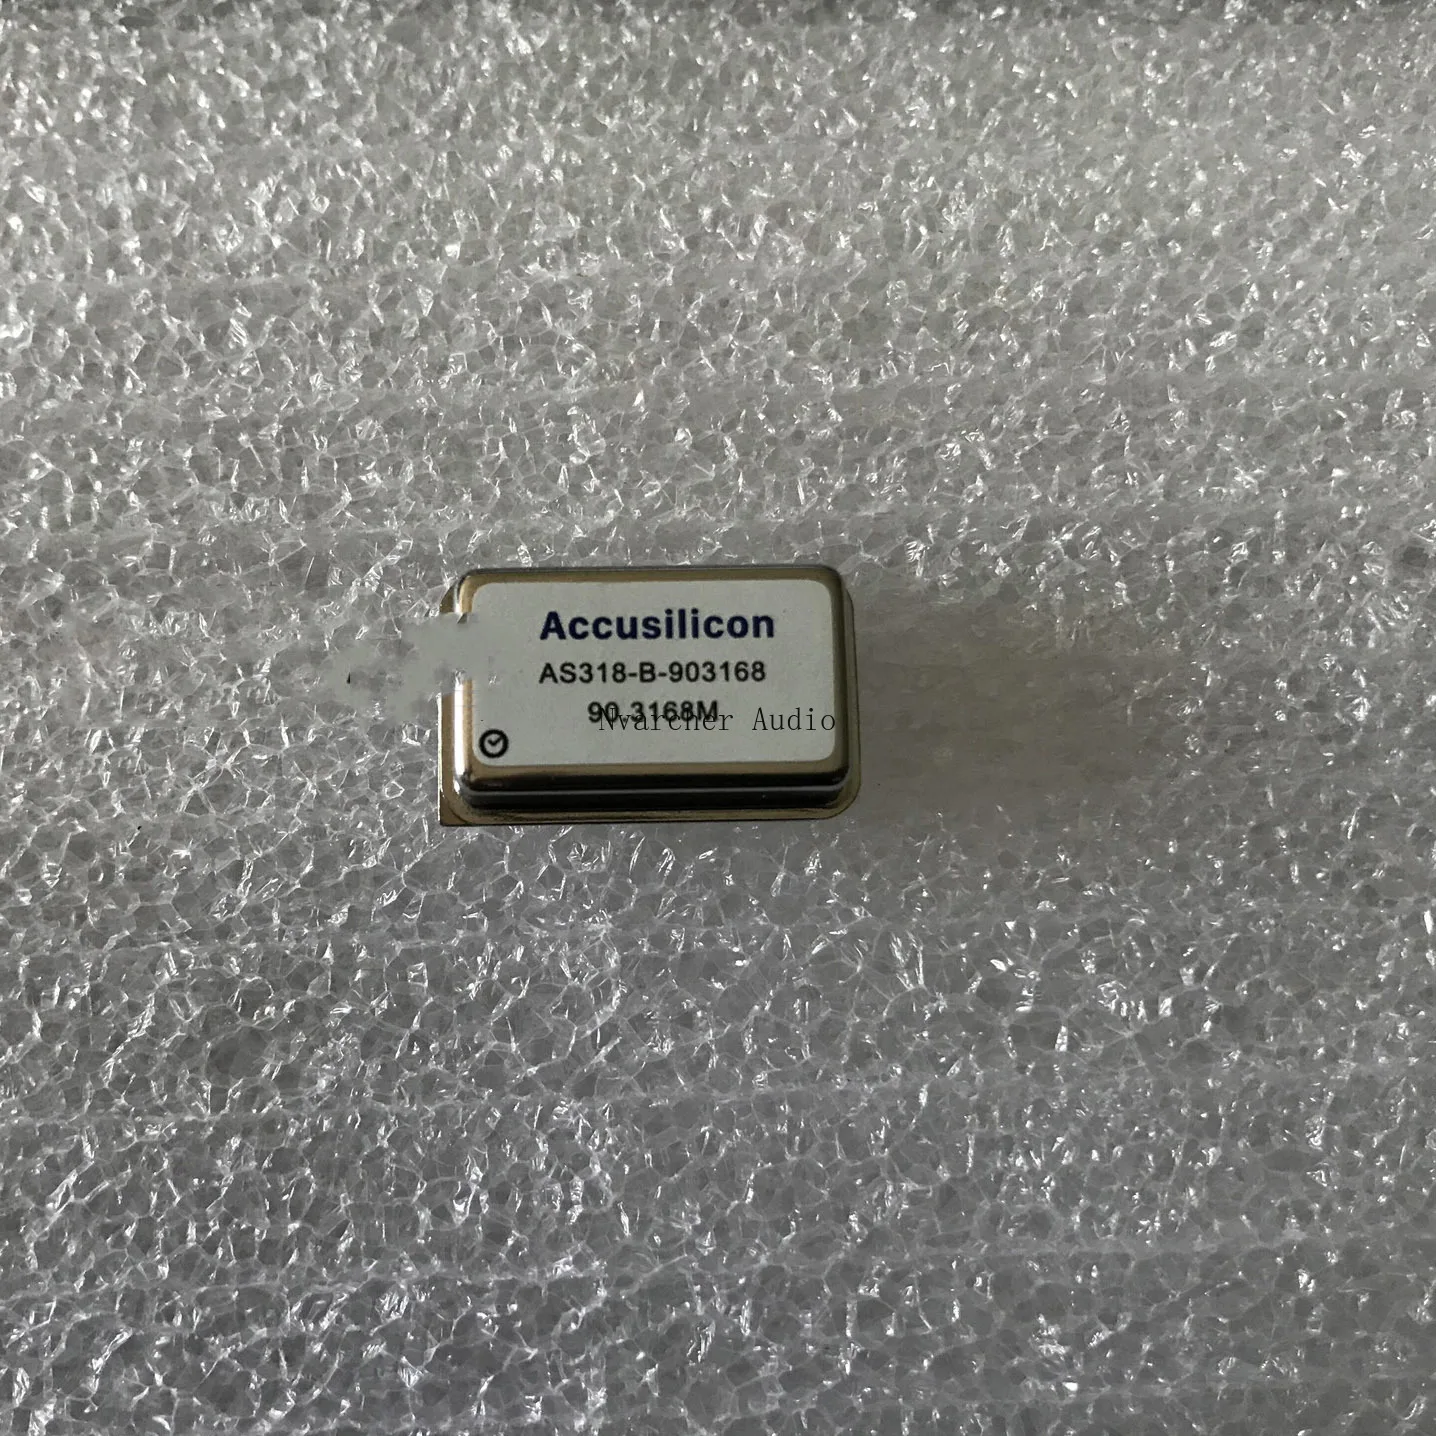 Accusilicon
AS318-B-903168
90.3168M
Nvarcher Audio